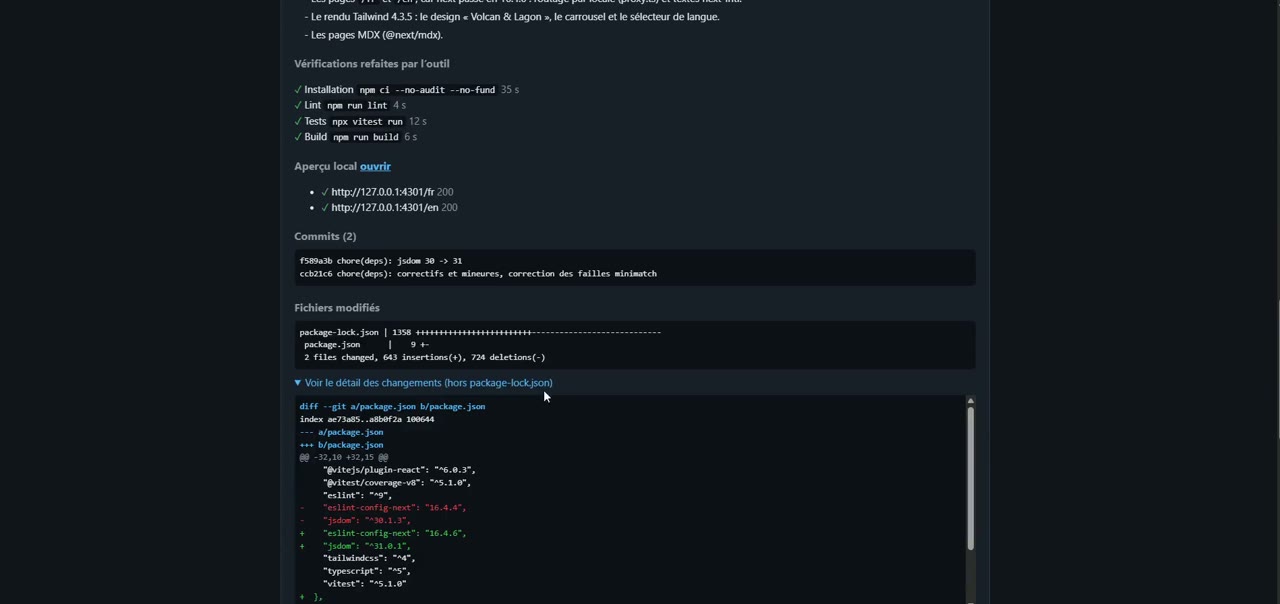 - Le rendu Tailwind 4.3.5 : le design « Volcan & Lagon », le carrousel et le sélecteur de langue.
- Les pages MDX (@next/mdx).
Vérifications refaites par l'outil
✓ Installation npm ci --no-audit --no-fund 35 s
✓ Lint npm run lint 4 s
✓ Tests npx vitest run 12 s
✓ Build npm run build 6 s
Aperçu local ouvrir
• ✓ http://127.0.0.1:4301/fr 200
• ✓ http://127.0.0.1:4301/en 200
Commits (2)
f589a3b chore(deps): jsdom 30 -> 31
ccb21c6 chore(deps): correctifs et mineures, correction des failles minimatch
Fichiers modifiés
package-lock.json | 1358 ++++++++++++++++++++++++++----------------------------
package.json | 9 +-
2 files changed, 643 insertions(+), 724 deletions(-)
▼ Voir le détail des changements (hors package-lock.json)
diff --git a/package.json b/package.json
index ae73a85..a8b0f2a 100644
--- a/package.json
+++ b/package.json
@@ -32,10 +32,15 @@
"@vitejs/plugin-react": "^6.0.3",
"@vitest/coverage-v8": "^5.1.0",
"eslint": "^9",
- "eslint-config-next": "16.4.4",
- "jsdom": "^30.1.3",
+ "eslint-config-next": "16.4.6",
+ "jsdom": "^31.0.1",
"tailwindcss": "^4",
"typescript": "^5",
"vitest": "^5.1.0"
+ },